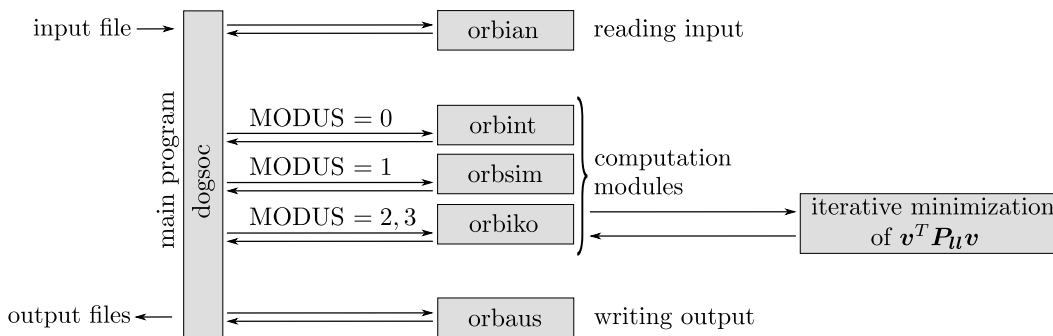 input file
orbian
reading input
main program
dogsoc
MODUS = 0
orbint
MODUS = 1
orbsim
computation
modules
MODUS = 2, 3
orbiko
iterative minimization
of v^T P_ll v
output files
orbaus
writing output